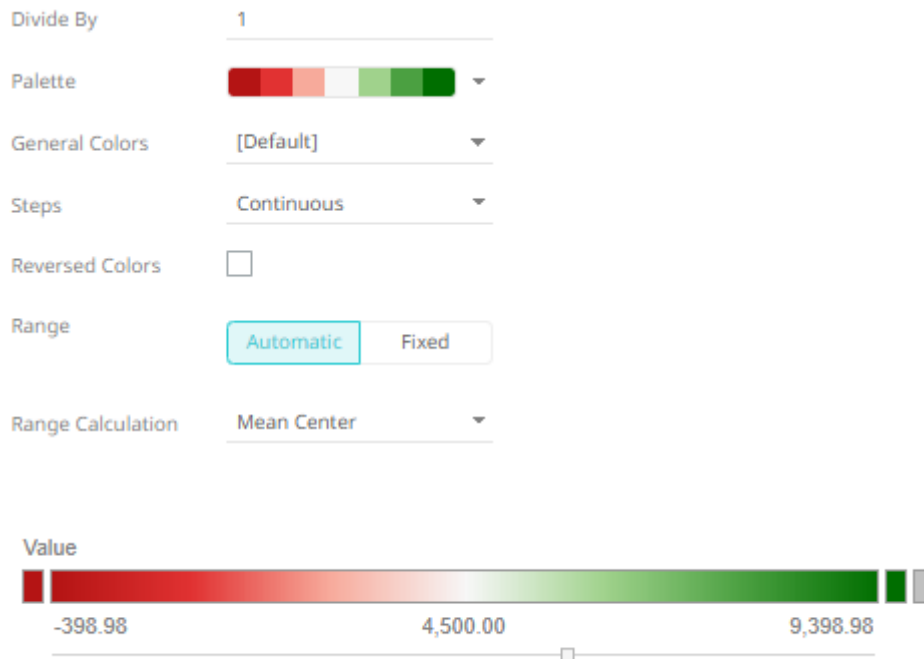 Divide By 1
Palette
General Colors [Default]
Steps Continuous
Reversed Colors
Range Automatic Fixed
Range Calculation Mean Center
Value
-398.98 4,500.00 9,398.98